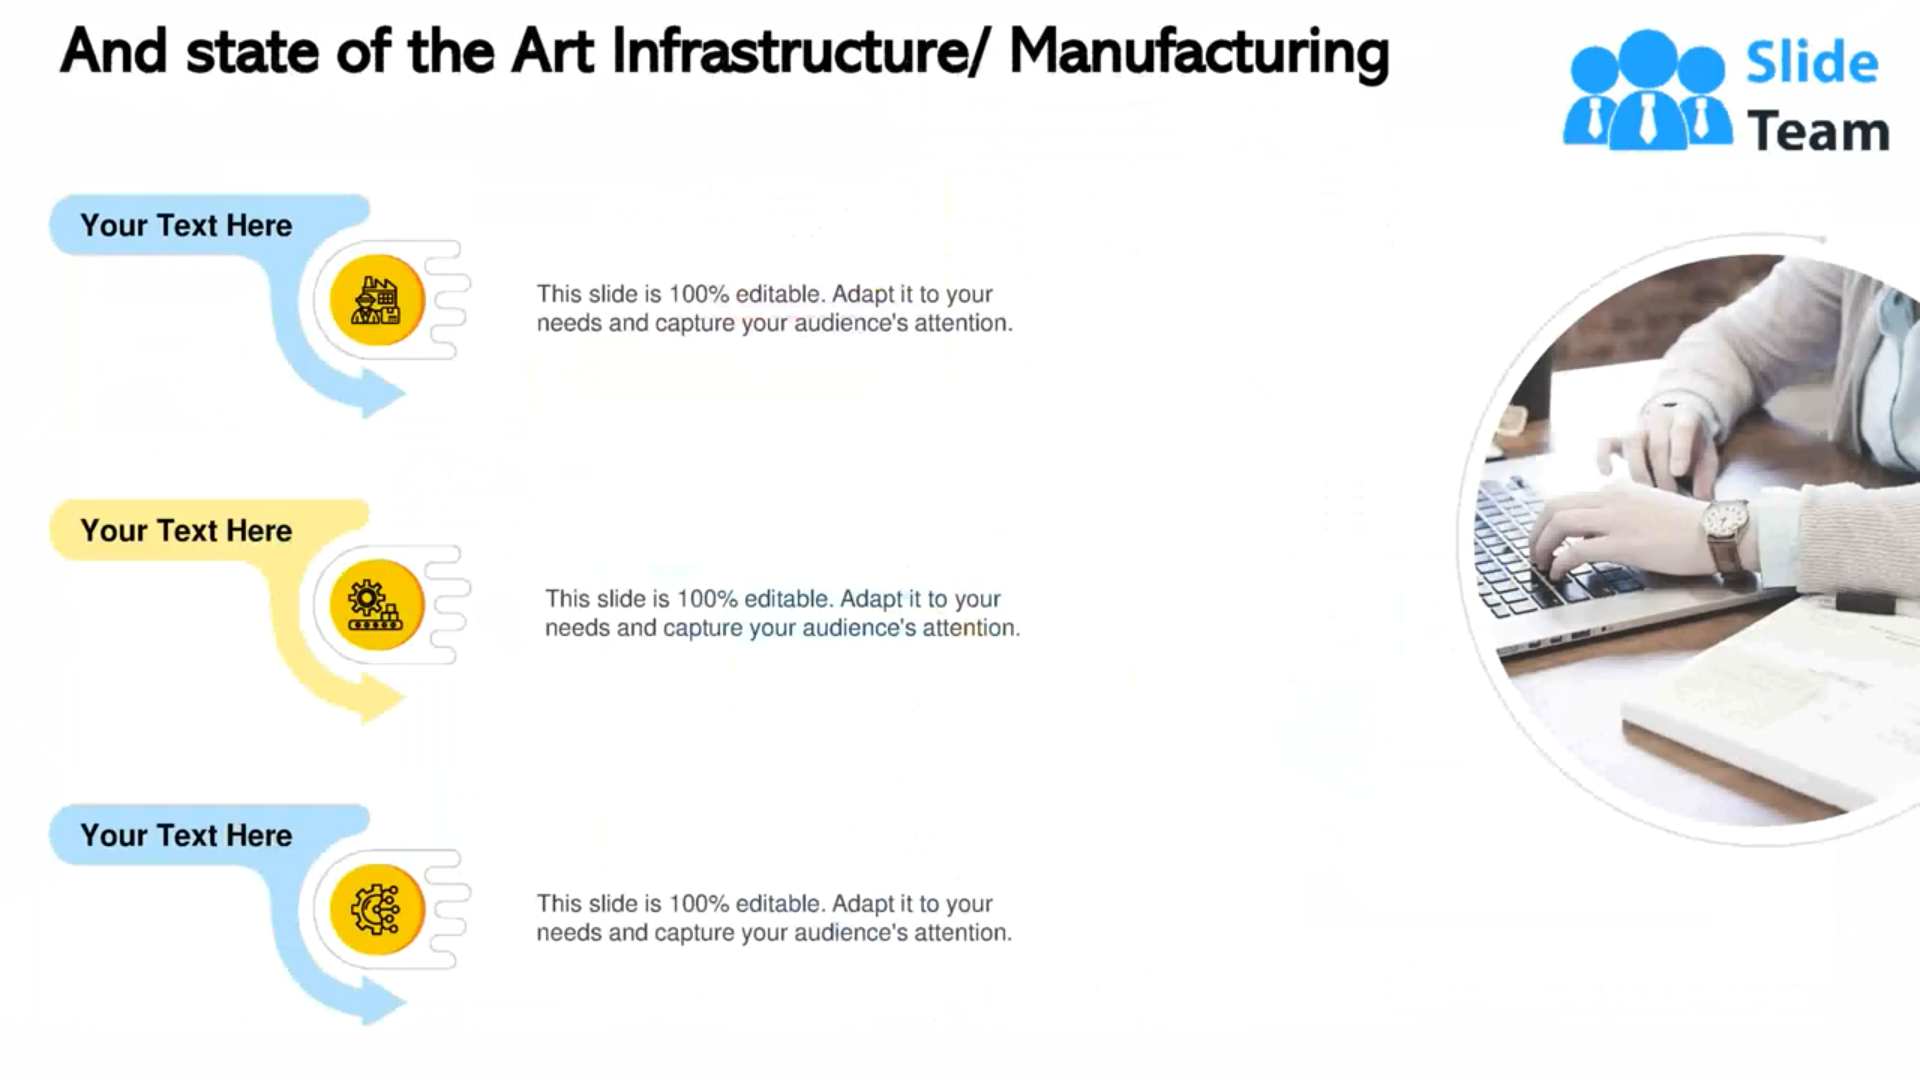 And state of the Art Infrastructure/ Manufacturing
Slide
Team
Your Text Here
This slide is 100% editable. Adapt it to your
needs and capture your audience's attention.
Your Text Here
This slide is 100% editable. Adapt it to your
needs and capture your audience's attention.
Your Text Here
This slide is 100% editable. Adapt it to your
needs and capture your audience's attention.